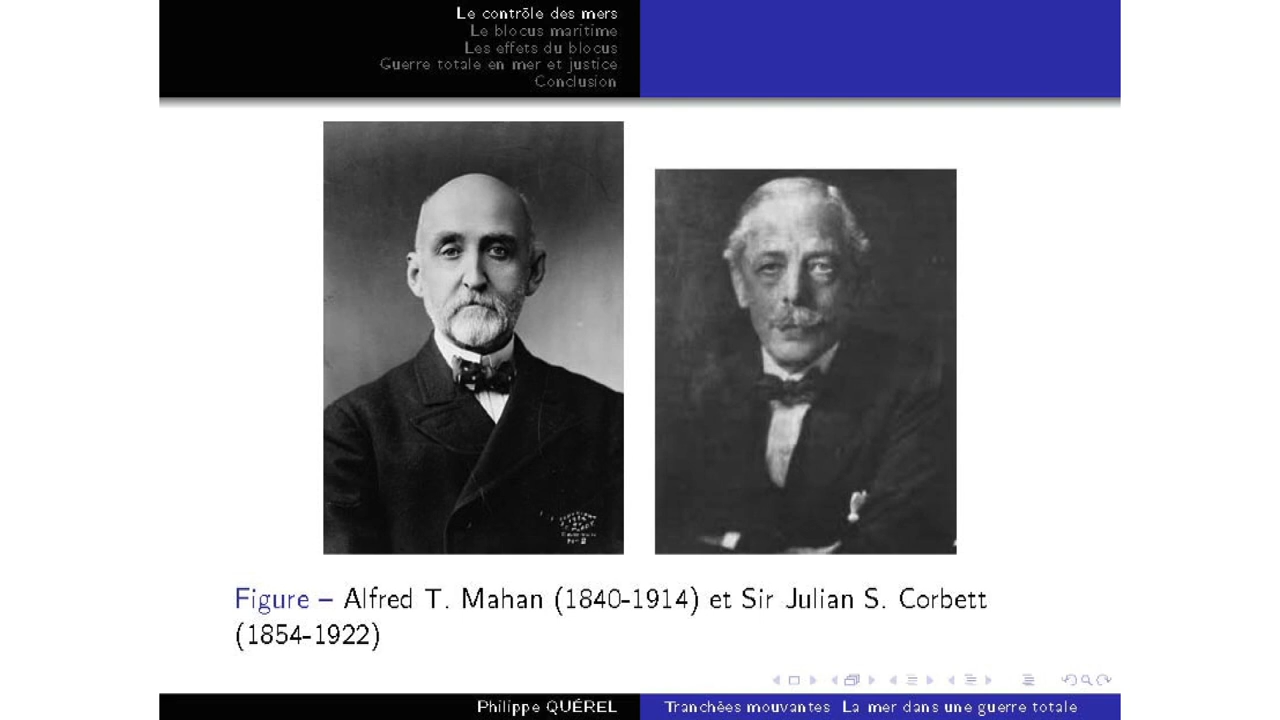 Le contrôle des mers
Le blocus maritime
Les effets du blocus
Guerre totale en mer et justice
Conclusion
Figure – Alfred T. Mahan (1840-1914) et Sir Julian S. Corbett
(1854-1922)
Philippe QUÉREL
Tranchées mouvantes La mer dans une guerre totale